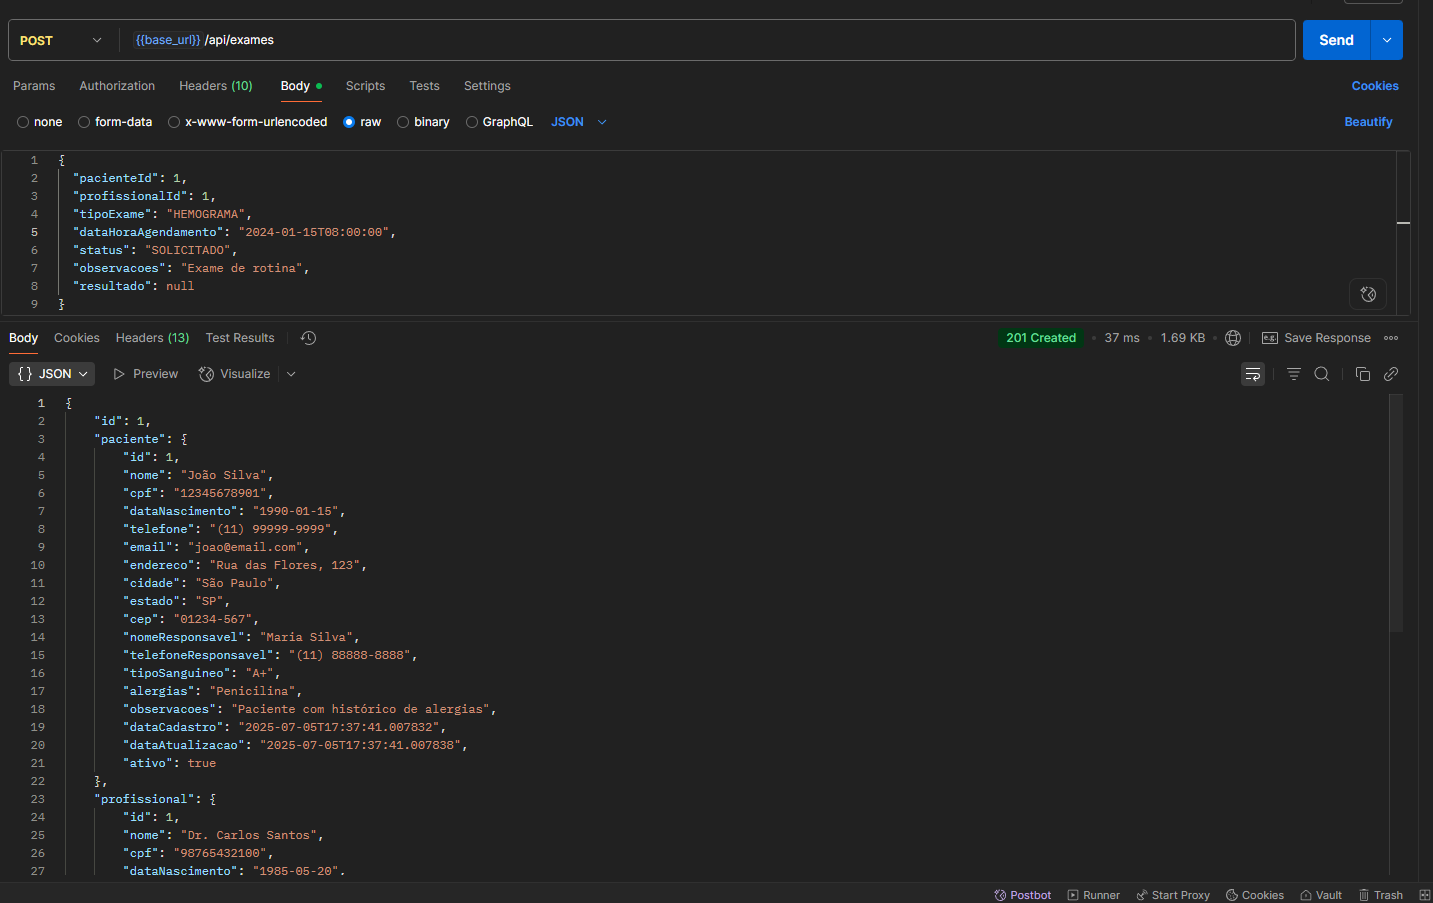 POST {{base_url}} /api/exames Send
Params Authorization Headers (10) Body Scripts Tests Settings Cookies
none form-data x-www-form-urlencoded raw binary GraphQL JSON Beautify
1 {
2 "pacienteId": 1,
3 "profissionalId": 1,
4 "tipoExame": "HEMOGRAMA",
5 "dataHoraAgendamento": "2024-01-15T08:00:00",
6 "status": "SOLICITADO",
7 "observacoes": "Exame de rotina",
8 "resultado": null
9 }
Body Cookies Headers (13) Test Results 201 Created 37 ms 1.69 KB e.g. Save Response
{} JSON Preview Visualize
1 {
2 "id": 1,
3 "paciente": {
4 "id": 1,
5 "nome": "João Silva",
6 "cpf": "12345678901",
7 "dataNascimento": "1990-01-15",
8 "telefone": "(11) 99999-9999",
9 "email": "joao@email.com",
10 "endereco": "Rua das Flores, 123",
11 "cidade": "São Paulo",
12 "estado": "SP",
13 "cep": "01234-567",
14 "nomeResponsavel": "Maria Silva",
15 "telefoneResponsavel": "(11) 88888-8888",
16 "tipoSanguineo": "A+",
17 "alergias": "Penicilina",
18 "observacoes": "Paciente com histórico de alergias",
19 "dataCadastro": "2025-07-05T17:37:41.007832",
20 "dataAtualizacao": "2025-07-05T17:37:41.007838",
21 "ativo": true
22 },
23 "profissional": {
24 "id": 1,
25 "nome": "Dr. Carlos Santos",
26 "cpf": "98765432100",
27 "dataNascimento": "1985-05-20",
Postbot Runner Start Proxy Cookies Vault Trash